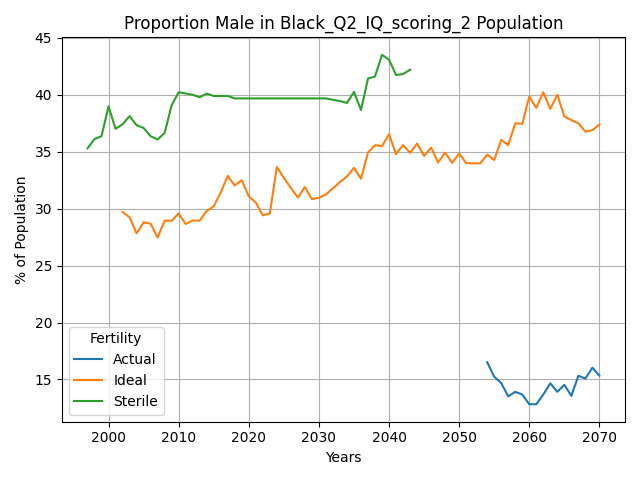 Proportion Male in Black_Q2_IQ_scoring_2 Population
% of Population
45
40
35
30
25
20
15
Fertility
Actual
Ideal
Sterile
2000 2010 2020 2030 2040 2050 2060 2070
Years